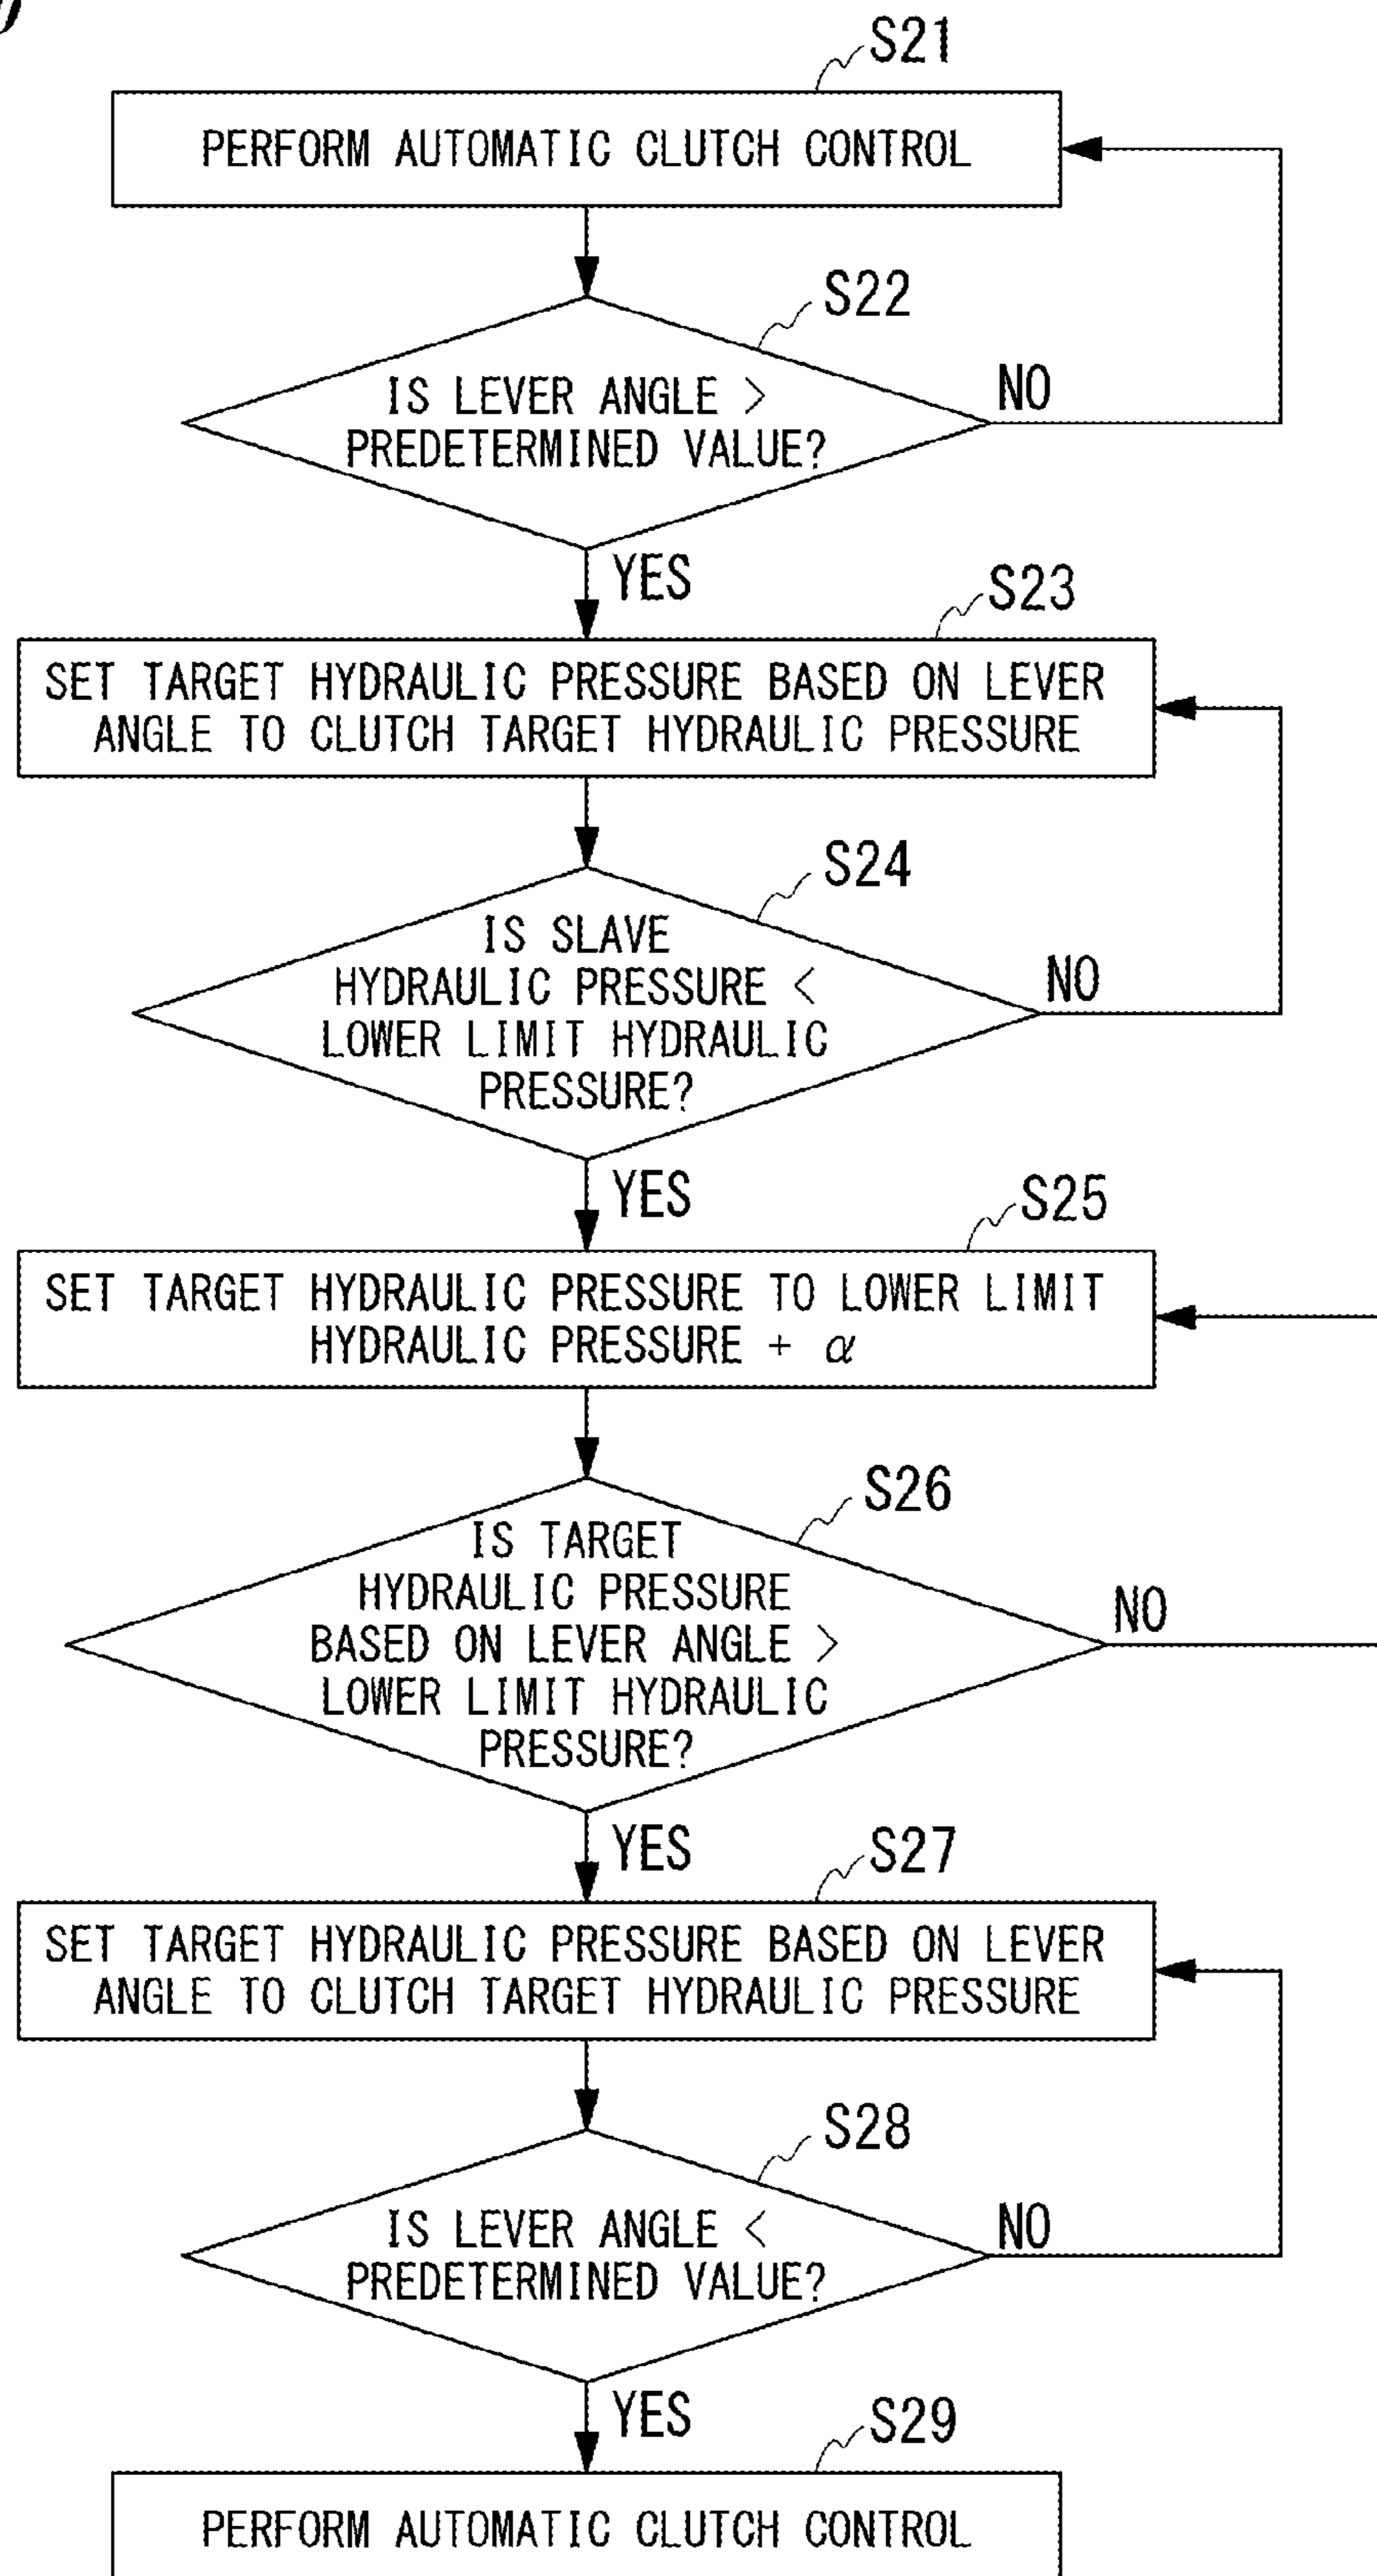 S21
PERFORM AUTOMATIC CLUTCH CONTROL
S22
IS LEVER ANGLE >
PREDETERMINED VALUE?
NO
YES
S23
SET TARGET HYDRAULIC PRESSURE BASED ON LEVER
ANGLE TO CLUTCH TARGET HYDRAULIC PRESSURE
S24
IS SLAVE
HYDRAULIC PRESSURE <
LOWER LIMIT HYDRAULIC
PRESSURE?
NO
YES
S25
SET TARGET HYDRAULIC PRESSURE TO LOWER LIMIT
HYDRAULIC PRESSURE + α
S26
IS TARGET
HYDRAULIC PRESSURE
BASED ON LEVER ANGLE >
LOWER LIMIT HYDRAULIC
PRESSURE?
NO
YES
S27
SET TARGET HYDRAULIC PRESSURE BASED ON LEVER
ANGLE TO CLUTCH TARGET HYDRAULIC PRESSURE
S28
IS LEVER ANGLE <
PREDETERMINED VALUE?
NO
YES
S29
PERFORM AUTOMATIC CLUTCH CONTROL